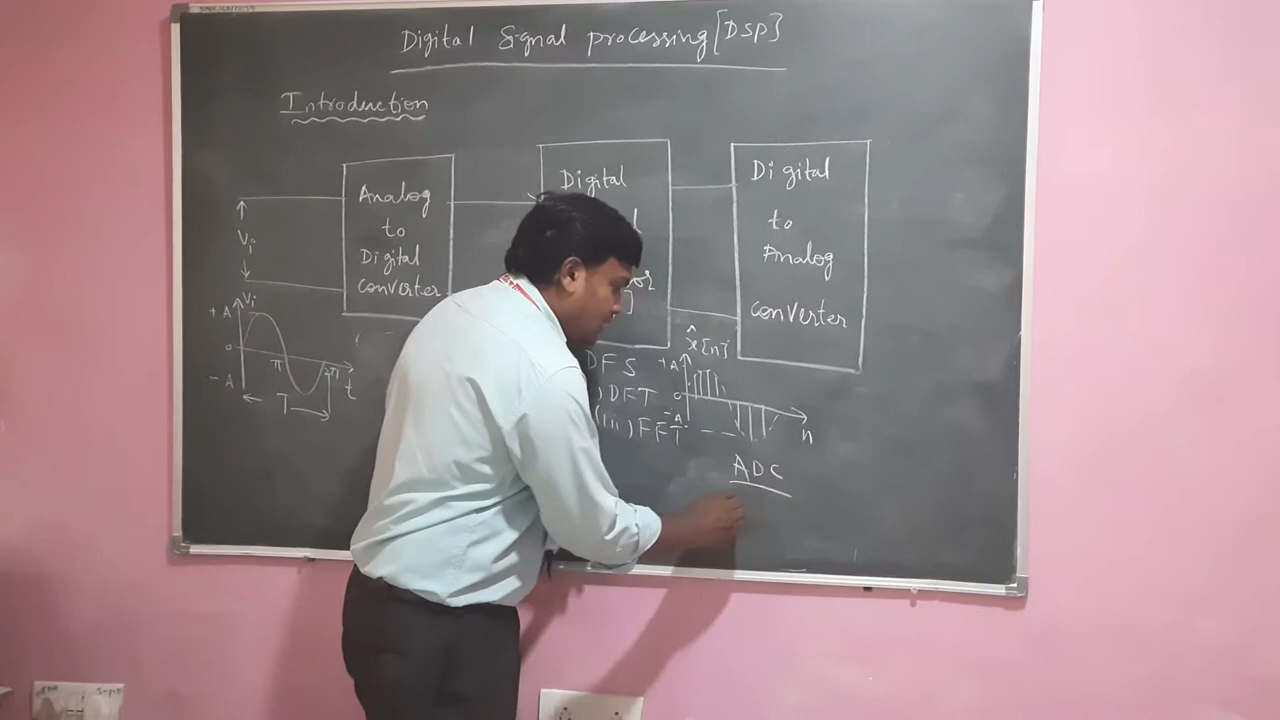 Digital Signal processing [DSP]
Introduction
Analog
to
Digital
converter
Digital
Digital
to
Analog
converter
Vi
Vi
+A
0
-A
π
2π
t
T
DFS
)DFT
(iii)FFT
x̂[n]
+A
0
-A
n
ADC